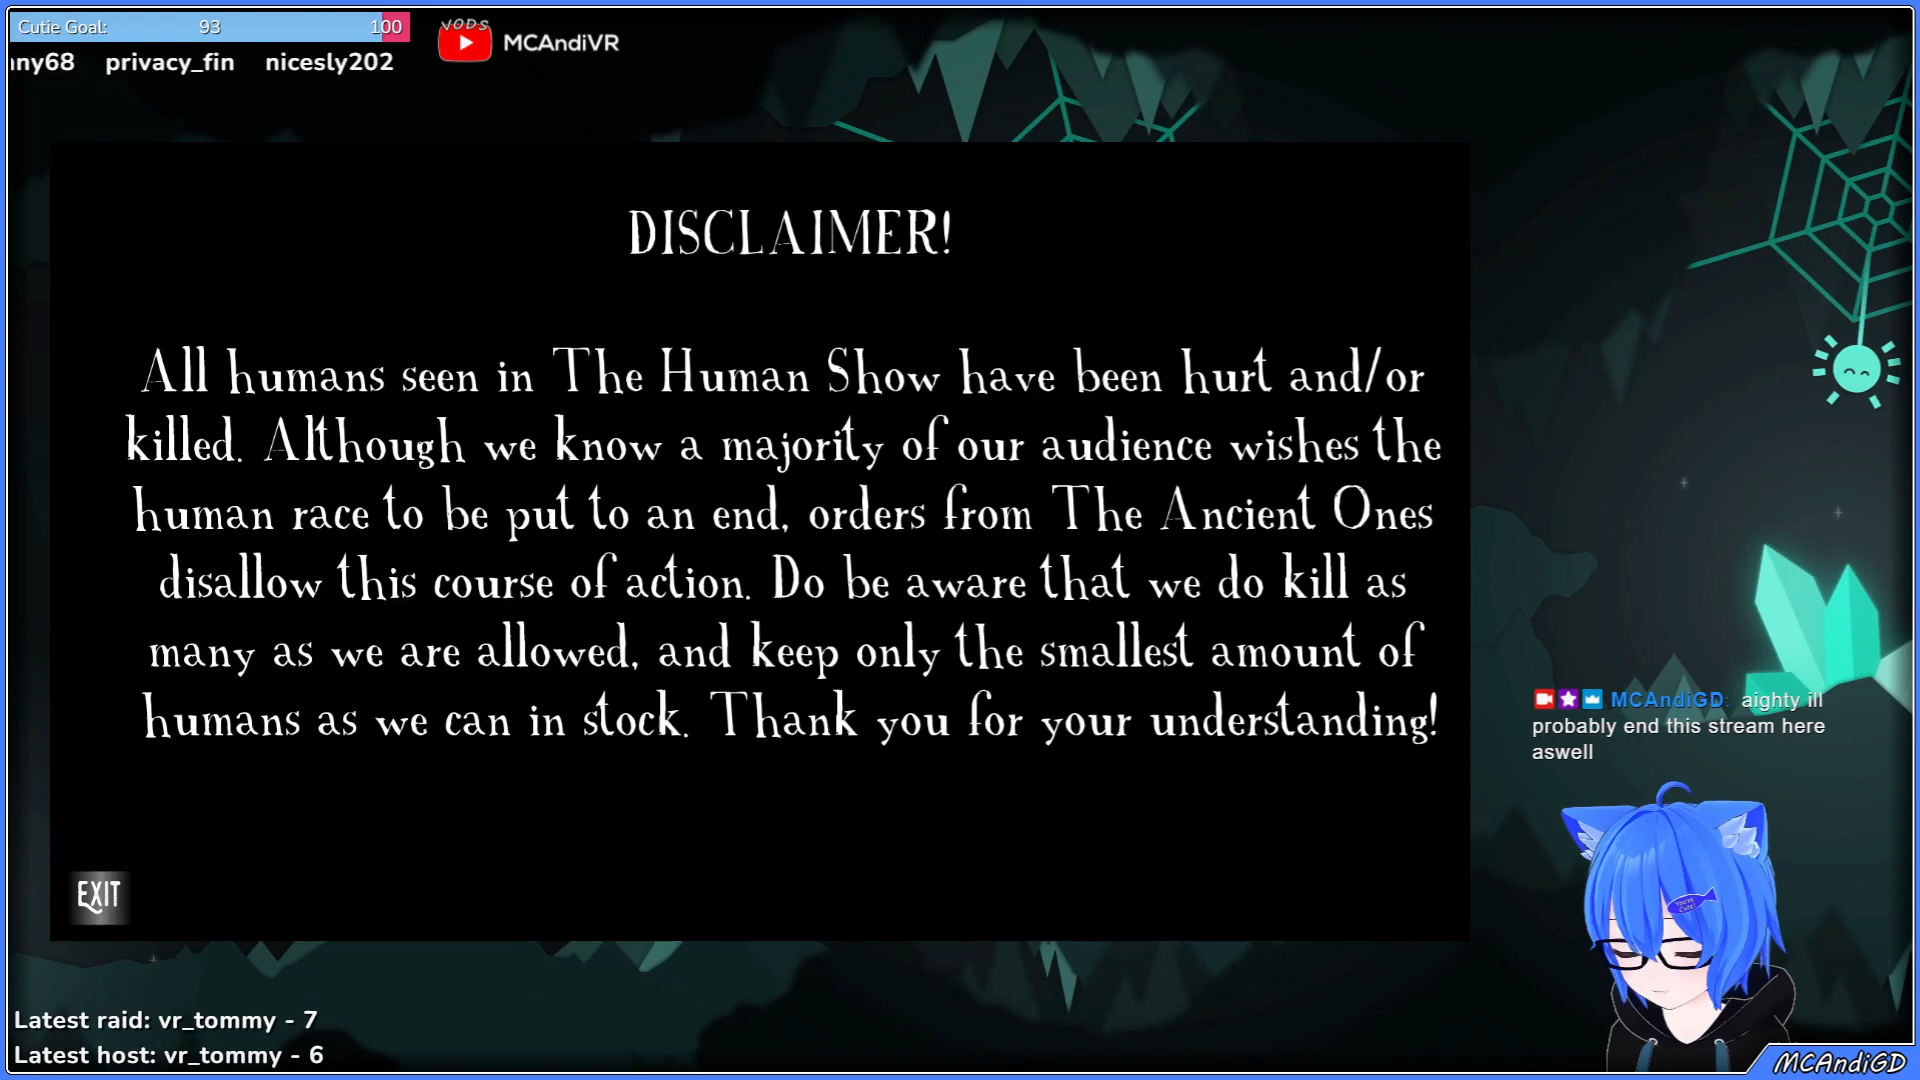 Cutie Goal: 93 100
privacy_fin nicesly202
VODS
MCAndiVR
DISCLAIMER!
All humans seen in The Human Show have been hurt and/or
killed. Although we know a majority of our audience wishes the
human race to be put to an end, orders from The Ancient Ones
disallow this course of action. Do be aware that we do kill as
many as we are allowed, and keep only the smallest amount of
humans as we can in stock. Thank you for your understanding!
EXIT
MCAndiGD: aighty ill
probably end this stream here
aswell
You're
Cute!
Latest raid: vr_tommy - 7
Latest host: vr_tommy - 6
MCAndiGD